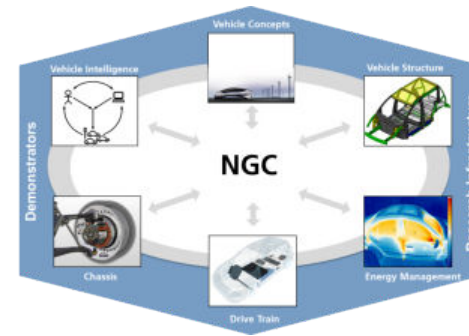 Vehicle Concepts
Vehicle Intelligence
Vehicle Structure
Demonstrators
NGC
Chassis
Energy Management
Drive Train